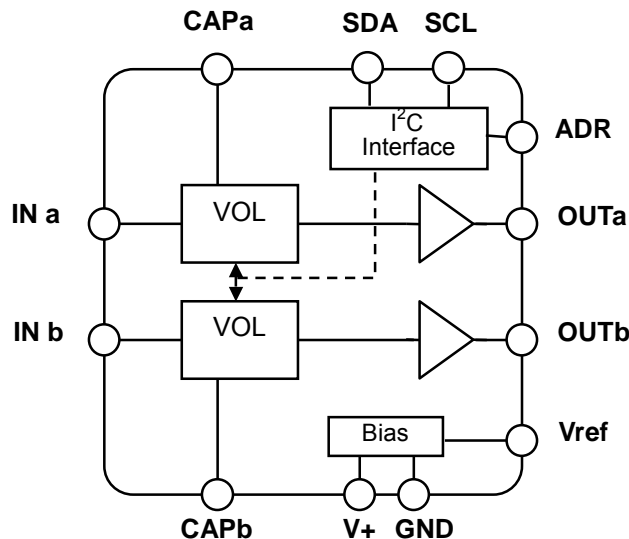 CAPa
SDA
SCL
I²C
Interface
ADR
IN a
VOL
OUTa
IN b
VOL
OUTb
Bias
Vref
CAPb
V+
GND